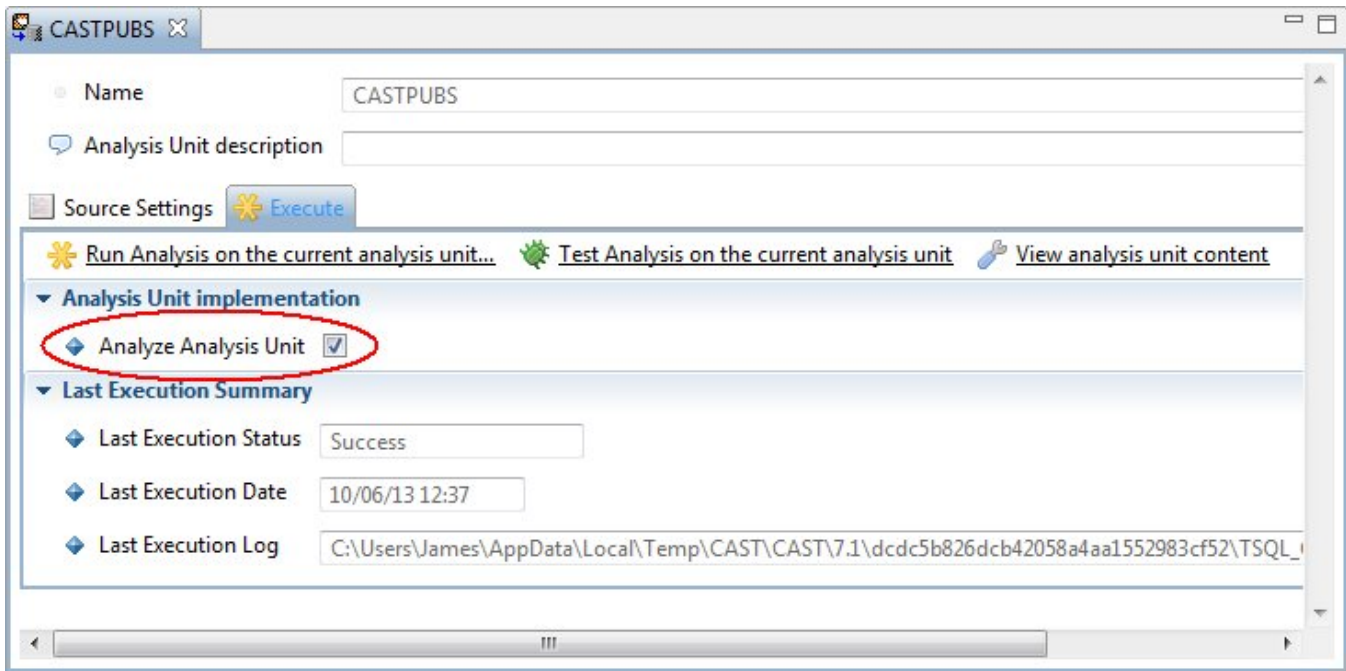 CASTPUBS
Name CASTPUBS
Analysis Unit description
Source Settings Execute
Run Analysis on the current analysis unit... Test Analysis on the current analysis unit View analysis unit content
Analysis Unit implementation
Analyze Analysis Unit
Last Execution Summary
Last Execution Status Success
Last Execution Date 10/06/13 12:37
Last Execution Log C:\Users\James\AppData\Local\Temp\CAST\CAST\7.1\dcdc5b826dcb42058a4aa1552983cf52\TSQL_